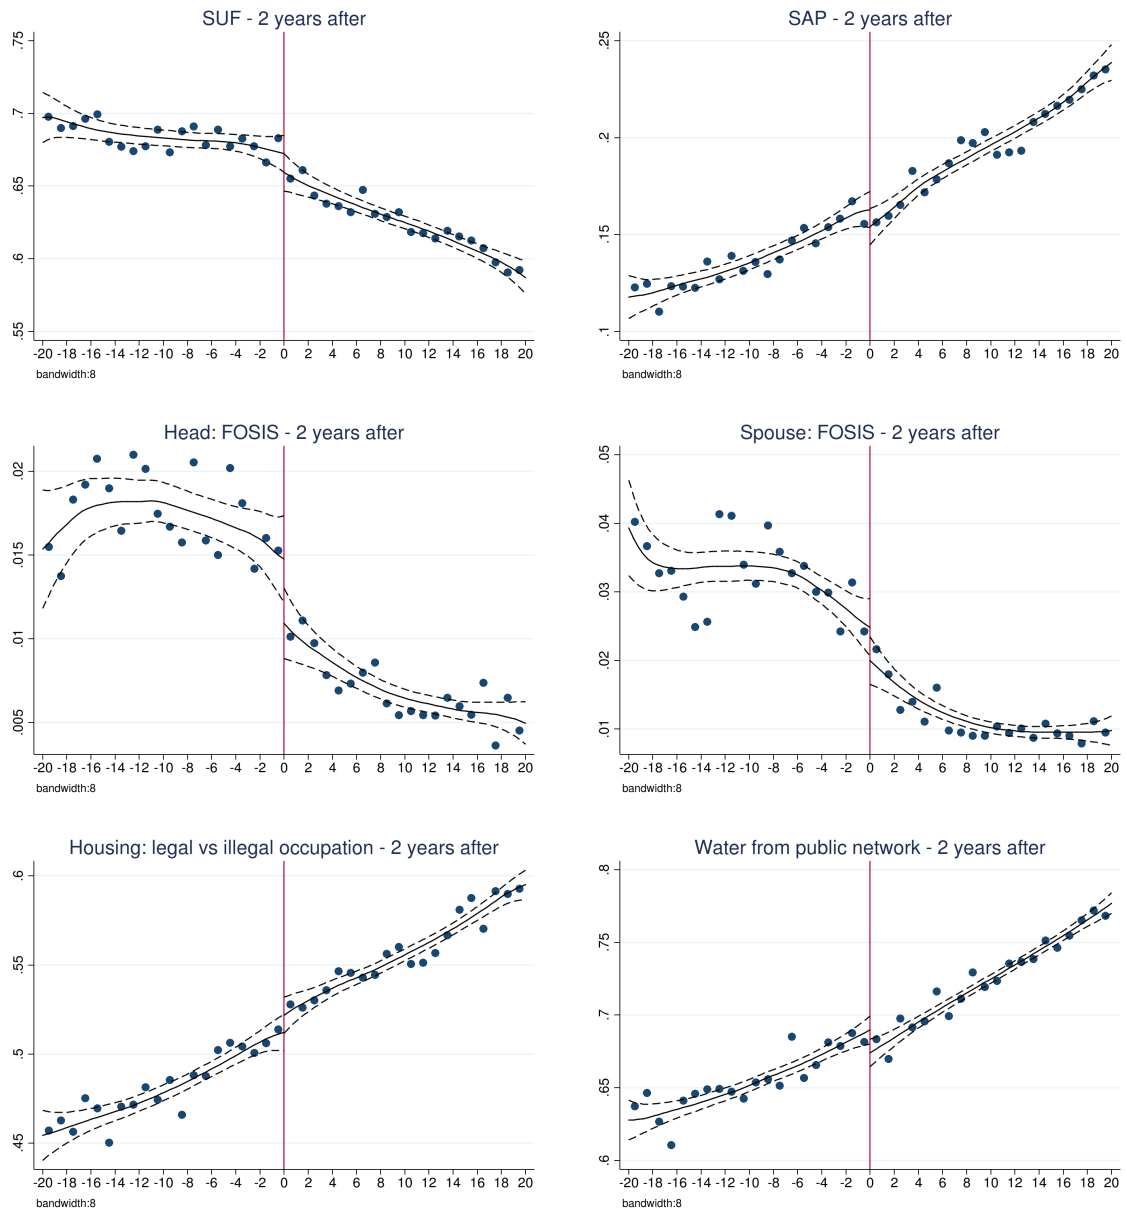 SUF - 2 years after
.75
.7
.65
.6
.55
-20 -18 -16 -14 -12 -10 -8 -6 -4 -2 0 2 4 6 8 10 12 14 16 18 20
bandwidth:8
SAP - 2 years after
.25
.2
.15
.1
-20 -18 -16 -14 -12 -10 -8 -6 -4 -2 0 2 4 6 8 10 12 14 16 18 20
bandwidth:8
Head: FOSIS - 2 years after
.02
.015
.01
.005
-20 -18 -16 -14 -12 -10 -8 -6 -4 -2 0 2 4 6 8 10 12 14 16 18 20
bandwidth:8
Spouse: FOSIS - 2 years after
.05
.04
.03
.02
.01
-20 -18 -16 -14 -12 -10 -8 -6 -4 -2 0 2 4 6 8 10 12 14 16 18 20
bandwidth:8
Housing: legal vs illegal occupation - 2 years after
.6
.55
.5
.45
-20 -18 -16 -14 -12 -10 -8 -6 -4 -2 0 2 4 6 8 10 12 14 16 18 20
bandwidth:8
Water from public network - 2 years after
.8
.75
.7
.65
.6
-20 -18 -16 -14 -12 -10 -8 -6 -4 -2 0 2 4 6 8 10 12 14 16 18 20
bandwidth:8